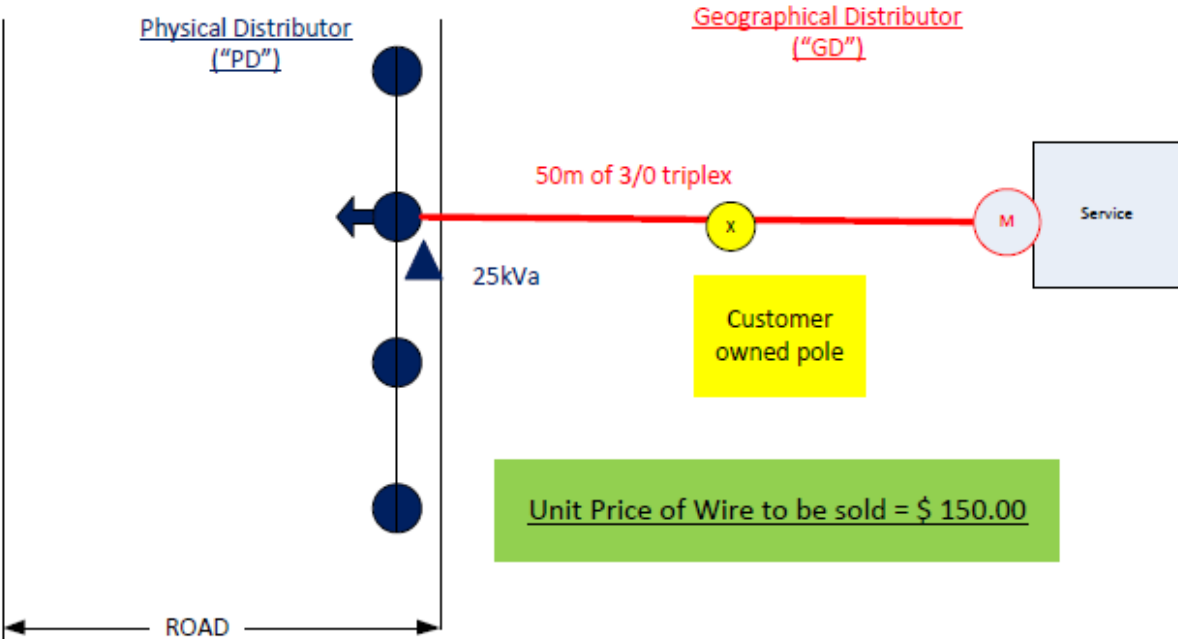 Physical Distributor
(“PD”)
Geographical Distributor
(“GD”)
50m of 3/0 triplex
X
M
Service
25kVa
Customer
owned pole
Unit Price of Wire to be sold = $ 150.00
ROAD